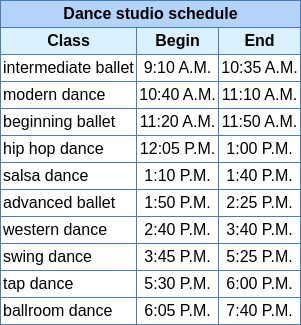 Dance studio schedule
Class Begin End
intermediate ballet 9:10 A.M. 10:35 A.M.
modern dance 10:40 A.M. 11:10 A.M.
beginning ballet 11:20 A.M. 11:50 A.M.
hip hop dance 12:05 P.M. 1:00 P.M.
salsa dance 1:10 P.M. 1:40 P.M.
advanced ballet 1:50 P.M. 2:25 P.M.
western dance 2:40 P.M. 3:40 P.M.
swing dance 3:45 P.M. 5:25 P.M.
tap dance 5:30 P.M. 6:00 P.M.
ballroom dance 6:05 P.M. 7:40 P.M.